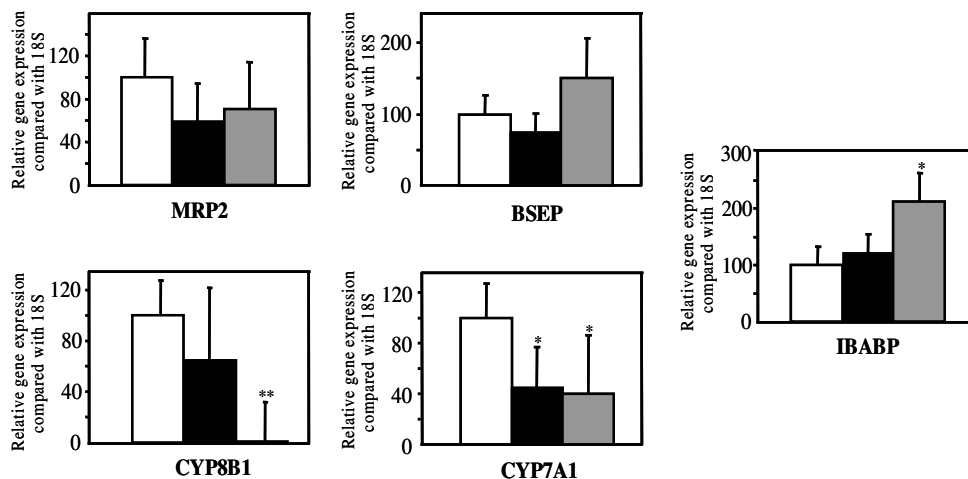 Relative gene expression
compared with 18S
120
80
40
0
MRP2
Relative gene expression
compared with 18S
200
100
0
BSEP
Relative gene expression
compared with 18S
300
200
100
0
*
IBABP
Relative gene expression
compared with 18S
120
80
40
0
**
CYP8B1
Relative gene expression
compared with 18S
120
80
40
0
*
*
CYP7A1